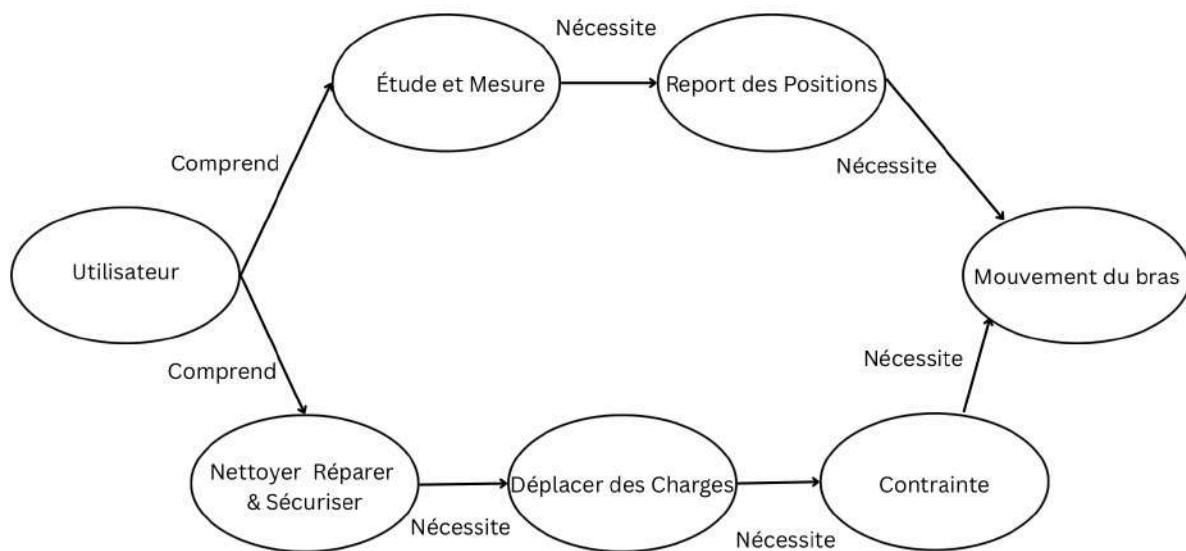 Nécessite
Étude et Mesure
Report des Positions
Comprend
Nécessite
Utilisateur
Mouvement du bras
Comprend
Nécessite
Nettoyer Réparer
& Sécuriser
Déplacer des Charges
Contrainte
Nécessite
Nécessite